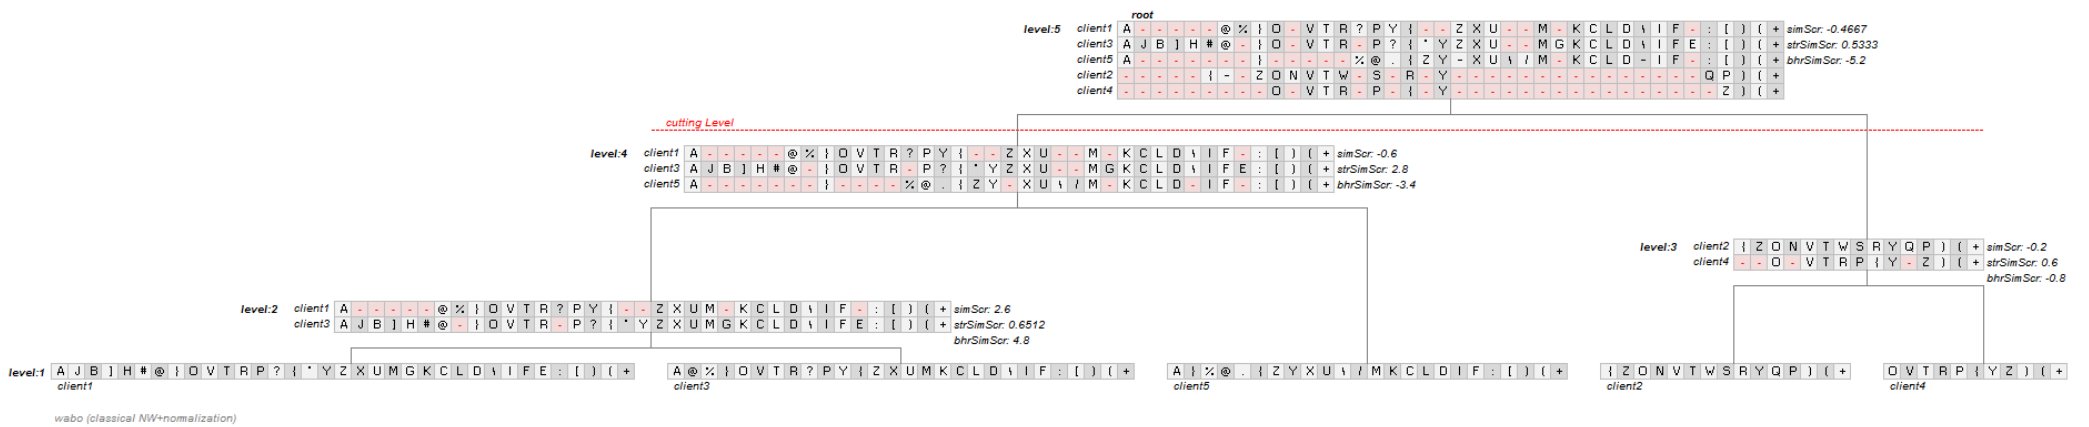 root
level:5 client1 A - - - - - @ % } O - V T R ? P Y { - - Z X U - - M - K C L D \ I F - : [ ) ( + simScr: -0.4667
client3 A J B ] H # @ - } O - V T R - P ? { * Y Z X U - - M G K C L D \ I F E : [ ) ( + strSimScr: 0.5333
client5 A - - - - - - - } - - - - - - % @ . { Z Y - X U \ / M - K C L D - I F - : [ ) ( + bhrSimScr: -5.2
client2 - - - - - { - - Z O N V T W - S - R - Y - - - - - - - - - - - - - - - - Q P ) ( +
client4 - - - - - - - - - O - V T R - P - { - Y - - - - - - - - - - - - - - - - - Z ) ( +
cutting Level
level:4 client1 A - - - - - @ % } O V T R ? P Y { - - Z X U - - M - K C L D \ I F - : [ ) ( + simScr: -0.6
client3 A J B ] H # @ - } O V T R - P ? { * Y Z X U - - M G K C L D \ I F E : [ ) ( + strSimScr: 2.8
client5 A - - - - - - - } - - - - % @ . { Z Y - X U \ / M - K C L D - I F - : [ ) ( + bhrSimScr: -3.4
level:3 client2 { Z O N V T W S R Y Q P ) ( + simScr: -0.2
client4 - - O - V T R P { Y - Z ) ( + strSimScr: 0.6
bhrSimScr: -0.8
level:2 client1 A - - - - - @ % } O V T R ? P Y { - - Z X U M - K C L D \ I F - : [ ) ( + simScr: 2.6
client3 A J B ] H # @ - } O V T R - P ? { * Y Z X U M G K C L D \ I F E : [ ) ( + strSimScr: 0.6512
bhrSimScr: 4.8
level:1 A J B ] H # @ } O V T R P ? { * Y Z X U M G K C L D \ I F E : [ ) ( + A @ % } O V T R ? P Y { Z X U M K C L D \ I F : [ ) ( + A } % @ . { Z Y X U \ / M K C L D I F : [ ) ( + { Z O N V T W S R Y Q P ) ( + O V T R P { Y Z ) ( +
client1 client3 client5 client2 client4
wabo (classical NW+normalization)